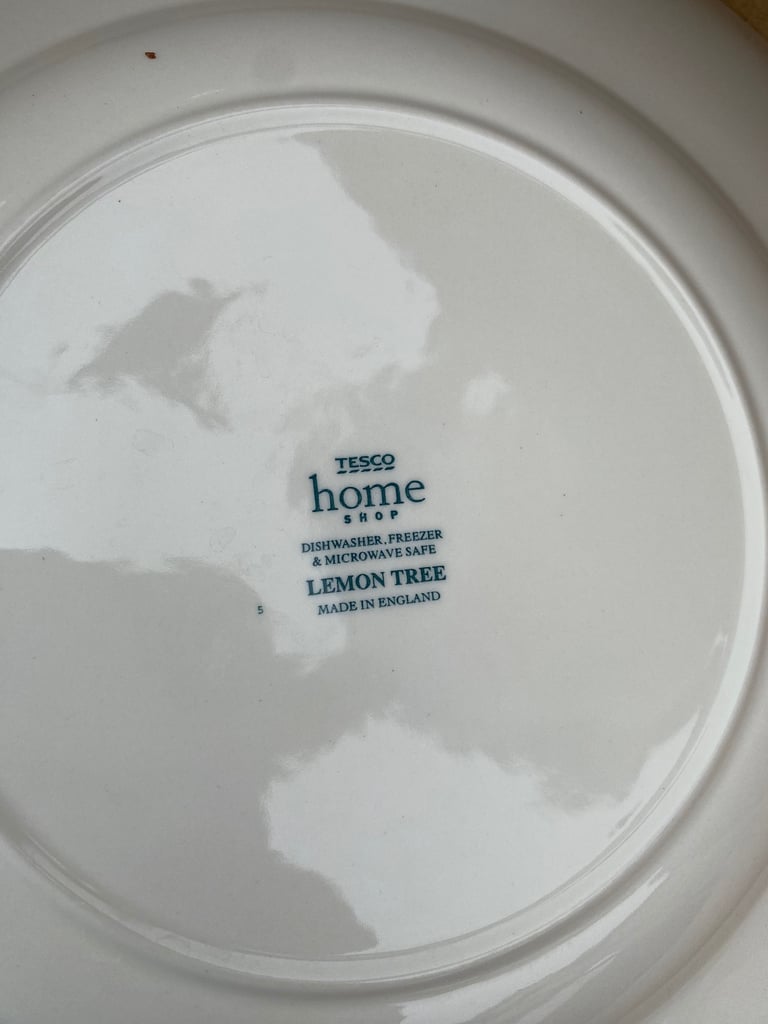 TESCO
home
SHOP
DISHWASHER, FREEZER
& MICROWAVE SAFE
LEMON TREE
5
MADE IN ENGLAND